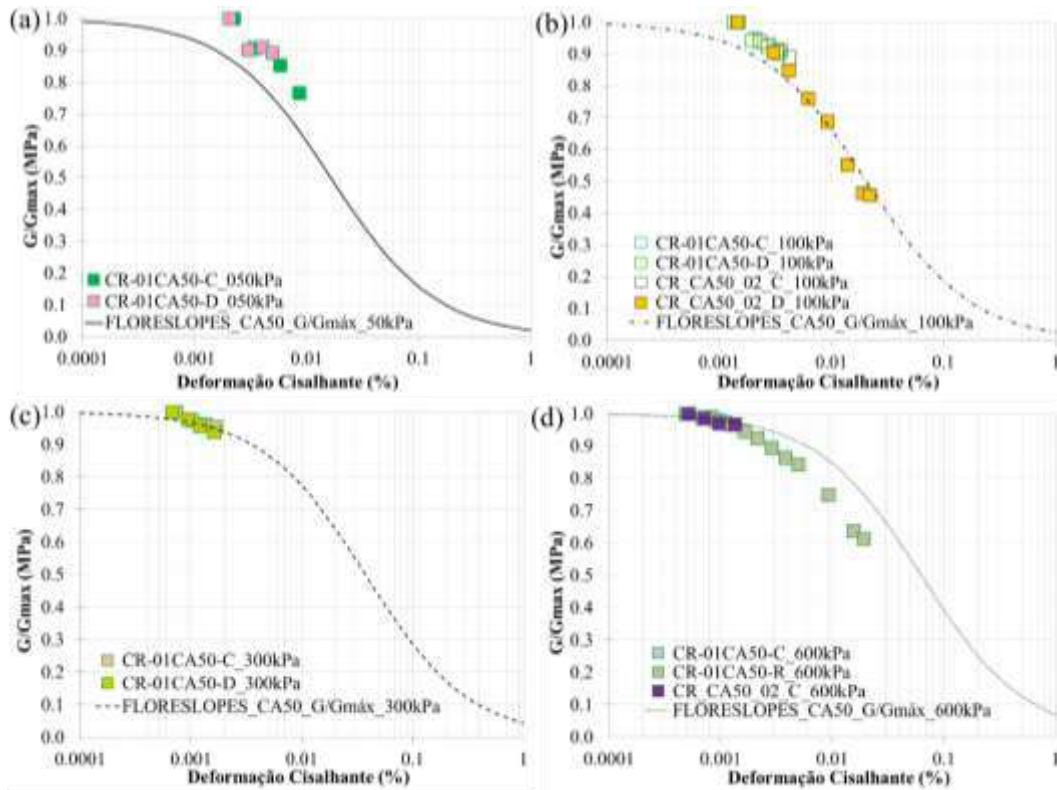 (a)
1.0
0.9
0.8
0.7
0.6
0.5
0.4
0.3
0.2
0.1
0.0
G/Gmax (MPa)
CR-01CA50-C_050kPa
CR-01CA50-D_050kPa
FLORESLOPES_CA50_G/Gmáx_50kPa
0.0001
0.001
0.01
0.1
1
Deformação Cisalhante (%)
(b)
1.0
0.9
0.8
0.7
0.6
0.5
0.4
0.3
0.2
0.1
0.0
G/Gmax (MPa)
CR-01CA50-C_100kPa
CR-01CA50-D_100kPa
CR_CA50_02_C_100kPa
CR_CA50_02_D_100kPa
FLORESLOPES_CA50_G/Gmáx_100kPa
0.0001
0.001
0.01
0.1
1
Deformação Cisalhante (%)
(c)
1.0
0.9
0.8
0.7
0.6
0.5
0.4
0.3
0.2
0.1
0.0
G/Gmax (MPa)
CR-01CA50-C_300kPa
CR-01CA50-D_300kPa
FLORESLOPES_CA50_G/Gmáx_300kPa
0.0001
0.001
0.01
0.1
1
Deformação Cisalhante (%)
(d)
1.0
0.9
0.8
0.7
0.6
0.5
0.4
0.3
0.2
0.1
0.0
G/Gmax (MPa)
CR-01CA50-C_600kPa
CR-01CA50-R_600kPa
CR_CA50_02_C_600kPa
FLORESLOPES_CA50_G/Gmáx_600kPa
0.0001
0.001
0.01
0.1
1
Deformação Cisalhante (%)